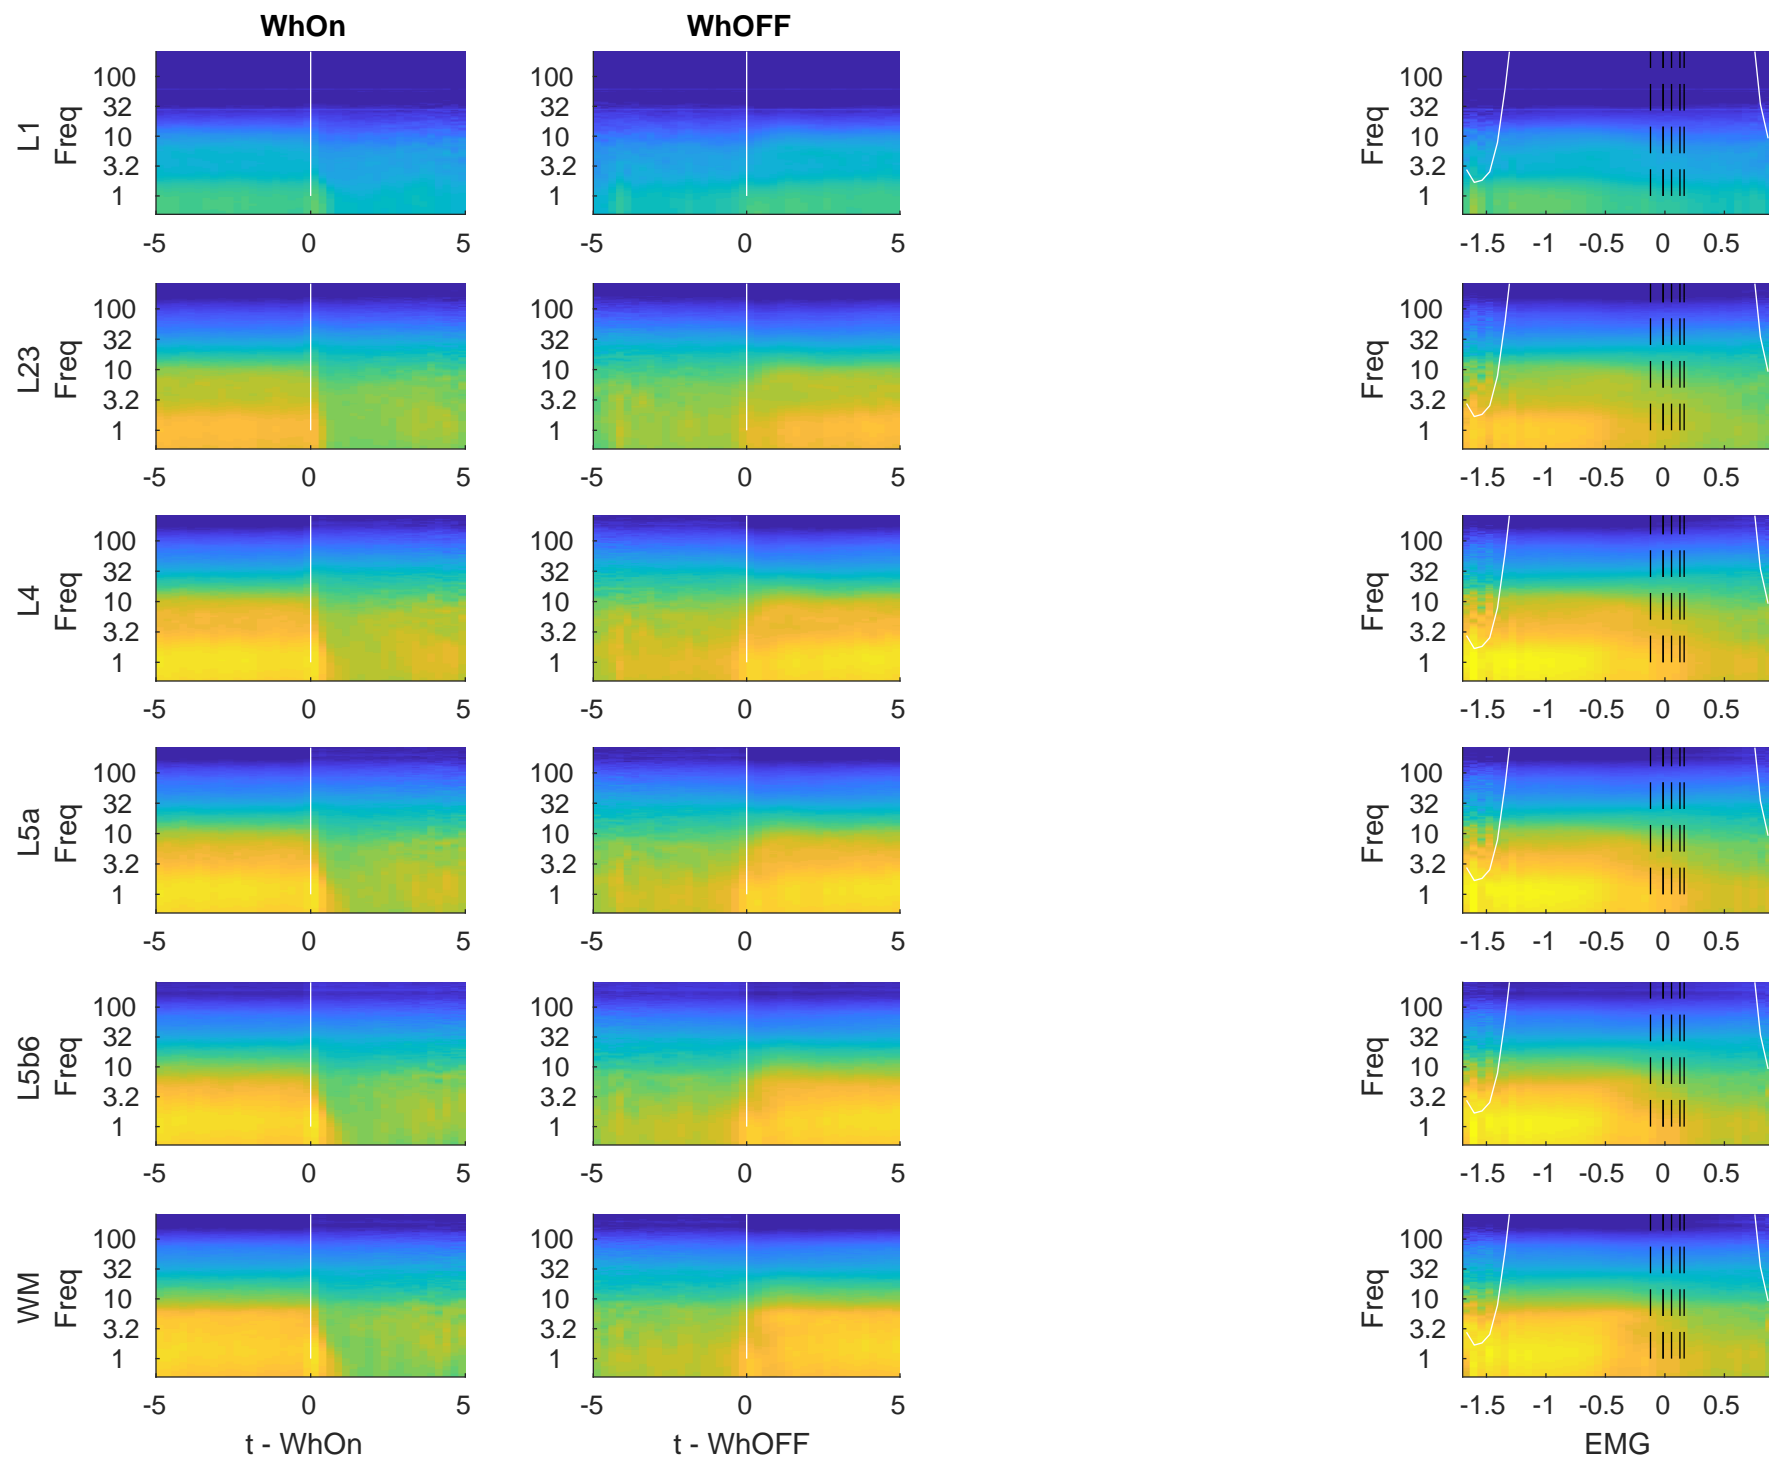 WhOn WhOFF
L1 Freq 100 32 10 3.2 1 100 32 10 3.2 1 Freq 100 32 10 3.2 1
-5 0 5 -5 0 5 -1.5 -1 -0.5 0 0.5
L23 Freq 100 32 10 3.2 1 100 32 10 3.2 1 Freq 100 32 10 3.2 1
-5 0 5 -5 0 5 -1.5 -1 -0.5 0 0.5
L4 Freq 100 32 10 3.2 1 100 32 10 3.2 1 Freq 100 32 10 3.2 1
-5 0 5 -5 0 5 -1.5 -1 -0.5 0 0.5
L5a Freq 100 32 10 3.2 1 100 32 10 3.2 1 Freq 100 32 10 3.2 1
-5 0 5 -5 0 5 -1.5 -1 -0.5 0 0.5
L5b6 Freq 100 32 10 3.2 1 100 32 10 3.2 1 Freq 100 32 10 3.2 1
-5 0 5 -5 0 5 -1.5 -1 -0.5 0 0.5
WM Freq 100 32 10 3.2 1 100 32 10 3.2 1 Freq 100 32 10 3.2 1
-5 0 5 -5 0 5 -1.5 -1 -0.5 0 0.5
t - WhOn t - WhOFF EMG